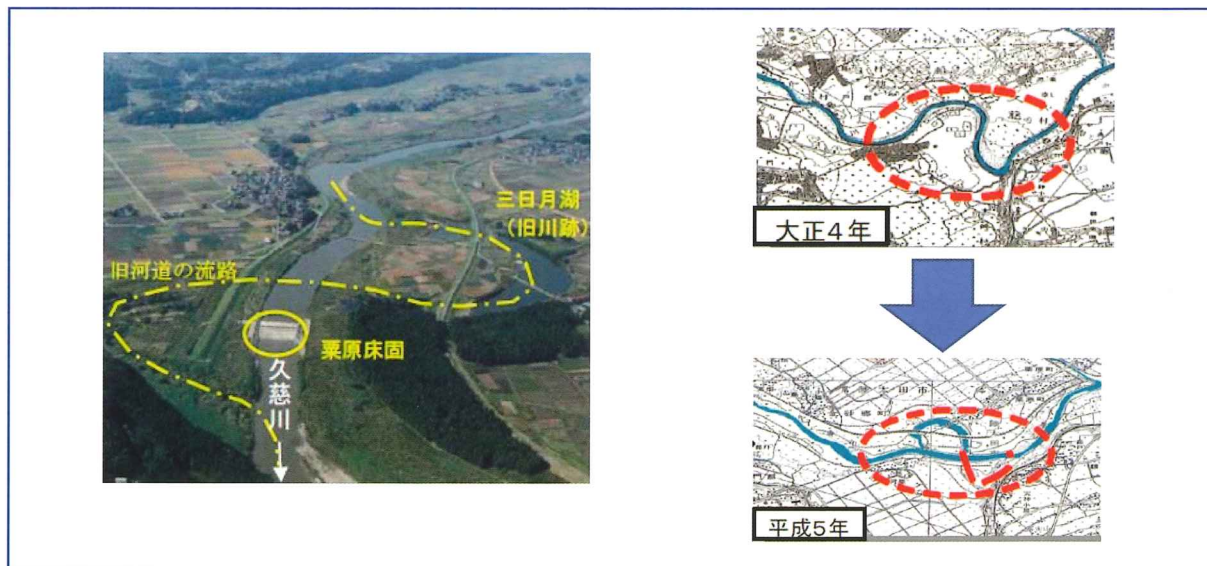 三日月湖
(旧川跡)
旧河道の流路
粟原床固
久慈川
大正4年
平成5年